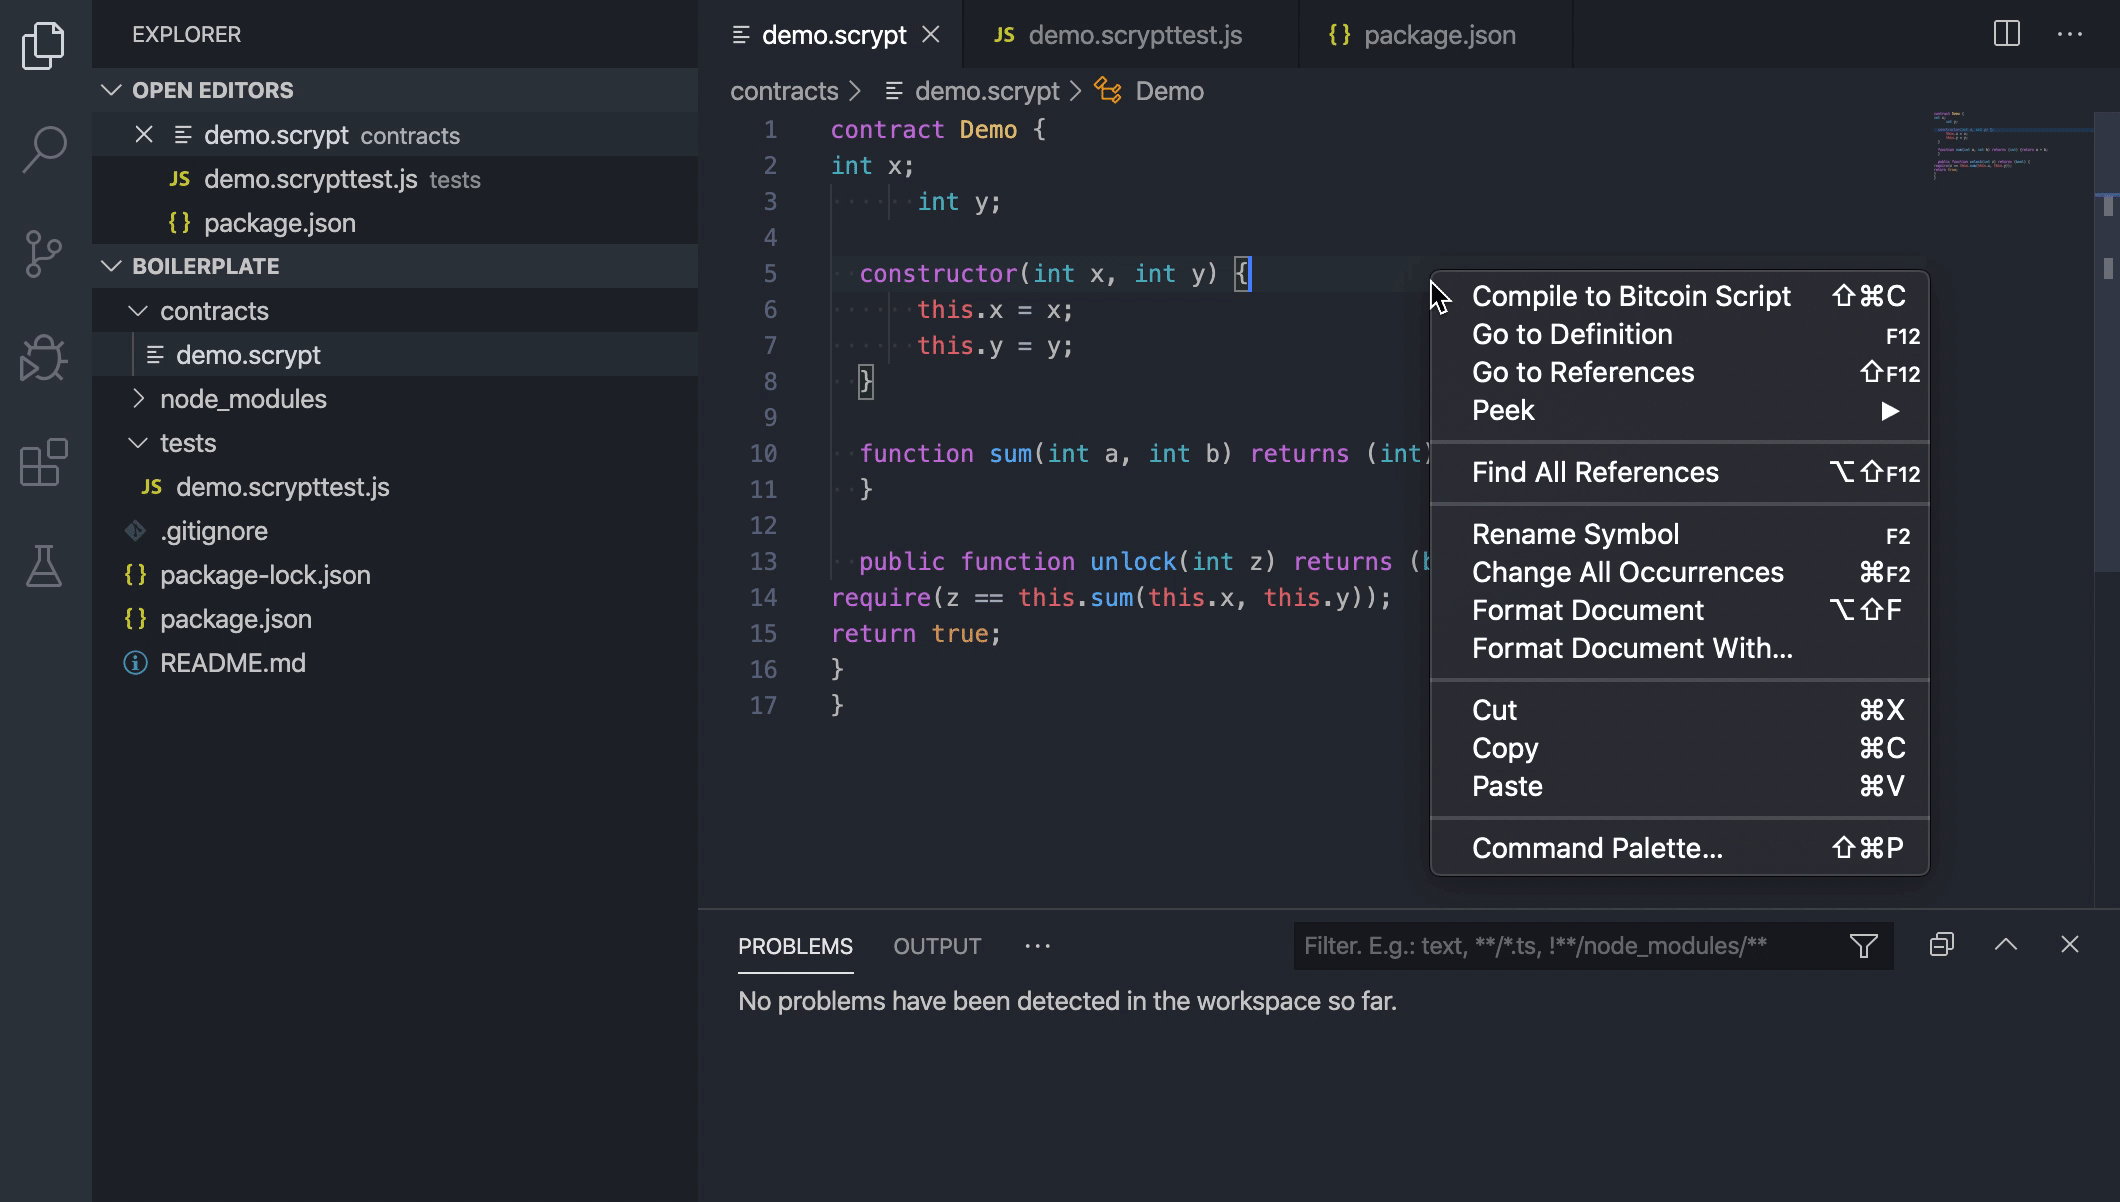 EXPLORER
OPEN EDITORS
demo.scrypt contracts
JS demo.scrypttest.js tests
{} package.json
BOILERPLATE
contracts
demo.scrypt
node_modules
tests
JS demo.scrypttest.js
.gitignore
{} package-lock.json
{} package.json
README.md
demo.scrypt
JS demo.scrypttest.js
{} package.json
contracts > demo.scrypt > Demo
1 contract Demo {
2 int x;
3 int y;
4
5 constructor(int x, int y) {
6 this.x = x;
7 this.y = y;
8 }
9
10 function sum(int a, int b) returns (int)
11 }
12
13 public function unlock(int z) returns (b
14 require(z == this.sum(this.x, this.y));
15 return true;
16 }
17 }
Compile to Bitcoin Script ⇧⌘C
Go to Definition F12
Go to References ⇧F12
Peek ▶
Find All References ⌥⇧F12
Rename Symbol F2
Change All Occurrences ⌘F2
Format Document ⌥⇧F
Format Document With...
Cut ⌘X
Copy ⌘C
Paste ⌘V
Command Palette... ⇧⌘P
PROBLEMS OUTPUT ···
Filter. E.g.: text, **/*.ts, !**/node_modules/**
No problems have been detected in the workspace so far.